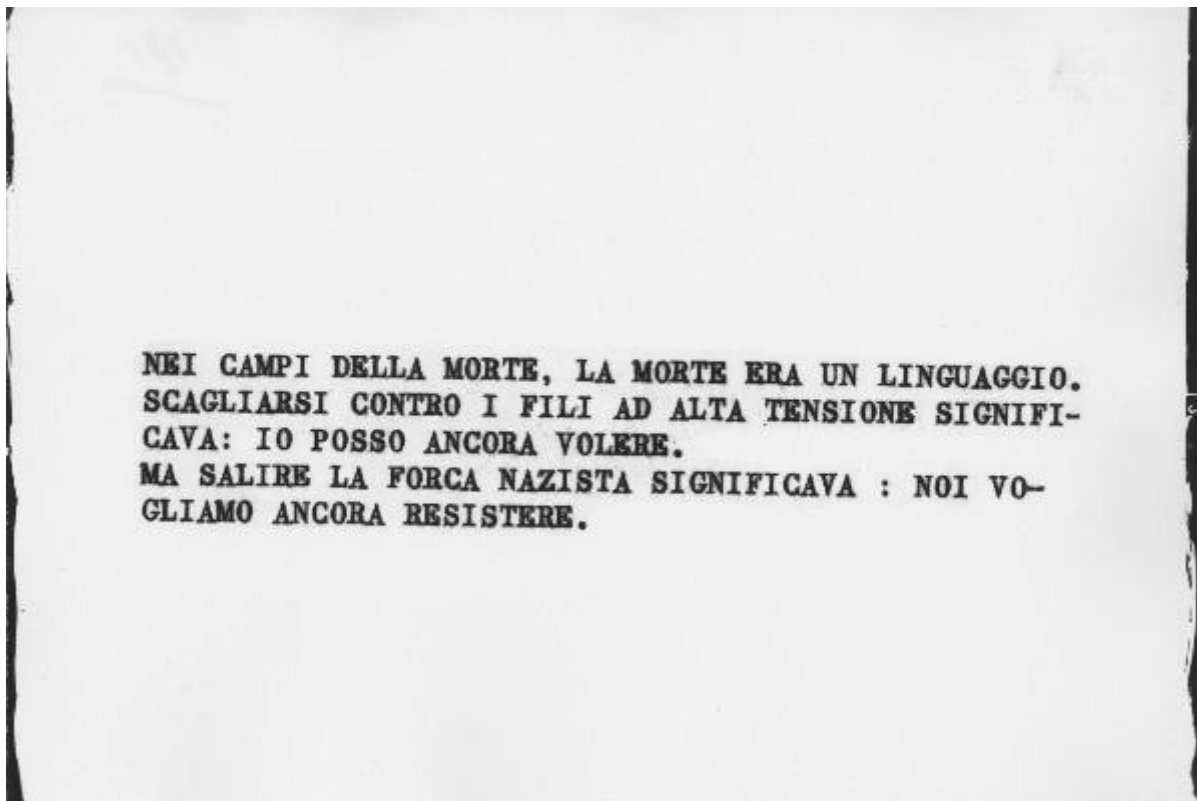 NEI CAMPI DELLA MORTE, LA MORTE ERA UN LINGUAGGIO.
SCAGLIARSI CONTRO I FILI AD ALTA TENSIONE SIGNIFI-
CAVA: IO POSSO ANCORA VOLERE.
MA SALIRE LA FORCA NAZISTA SIGNIFICAVA : NOI VO-
GLIAMO ANCORA RESISTERE.